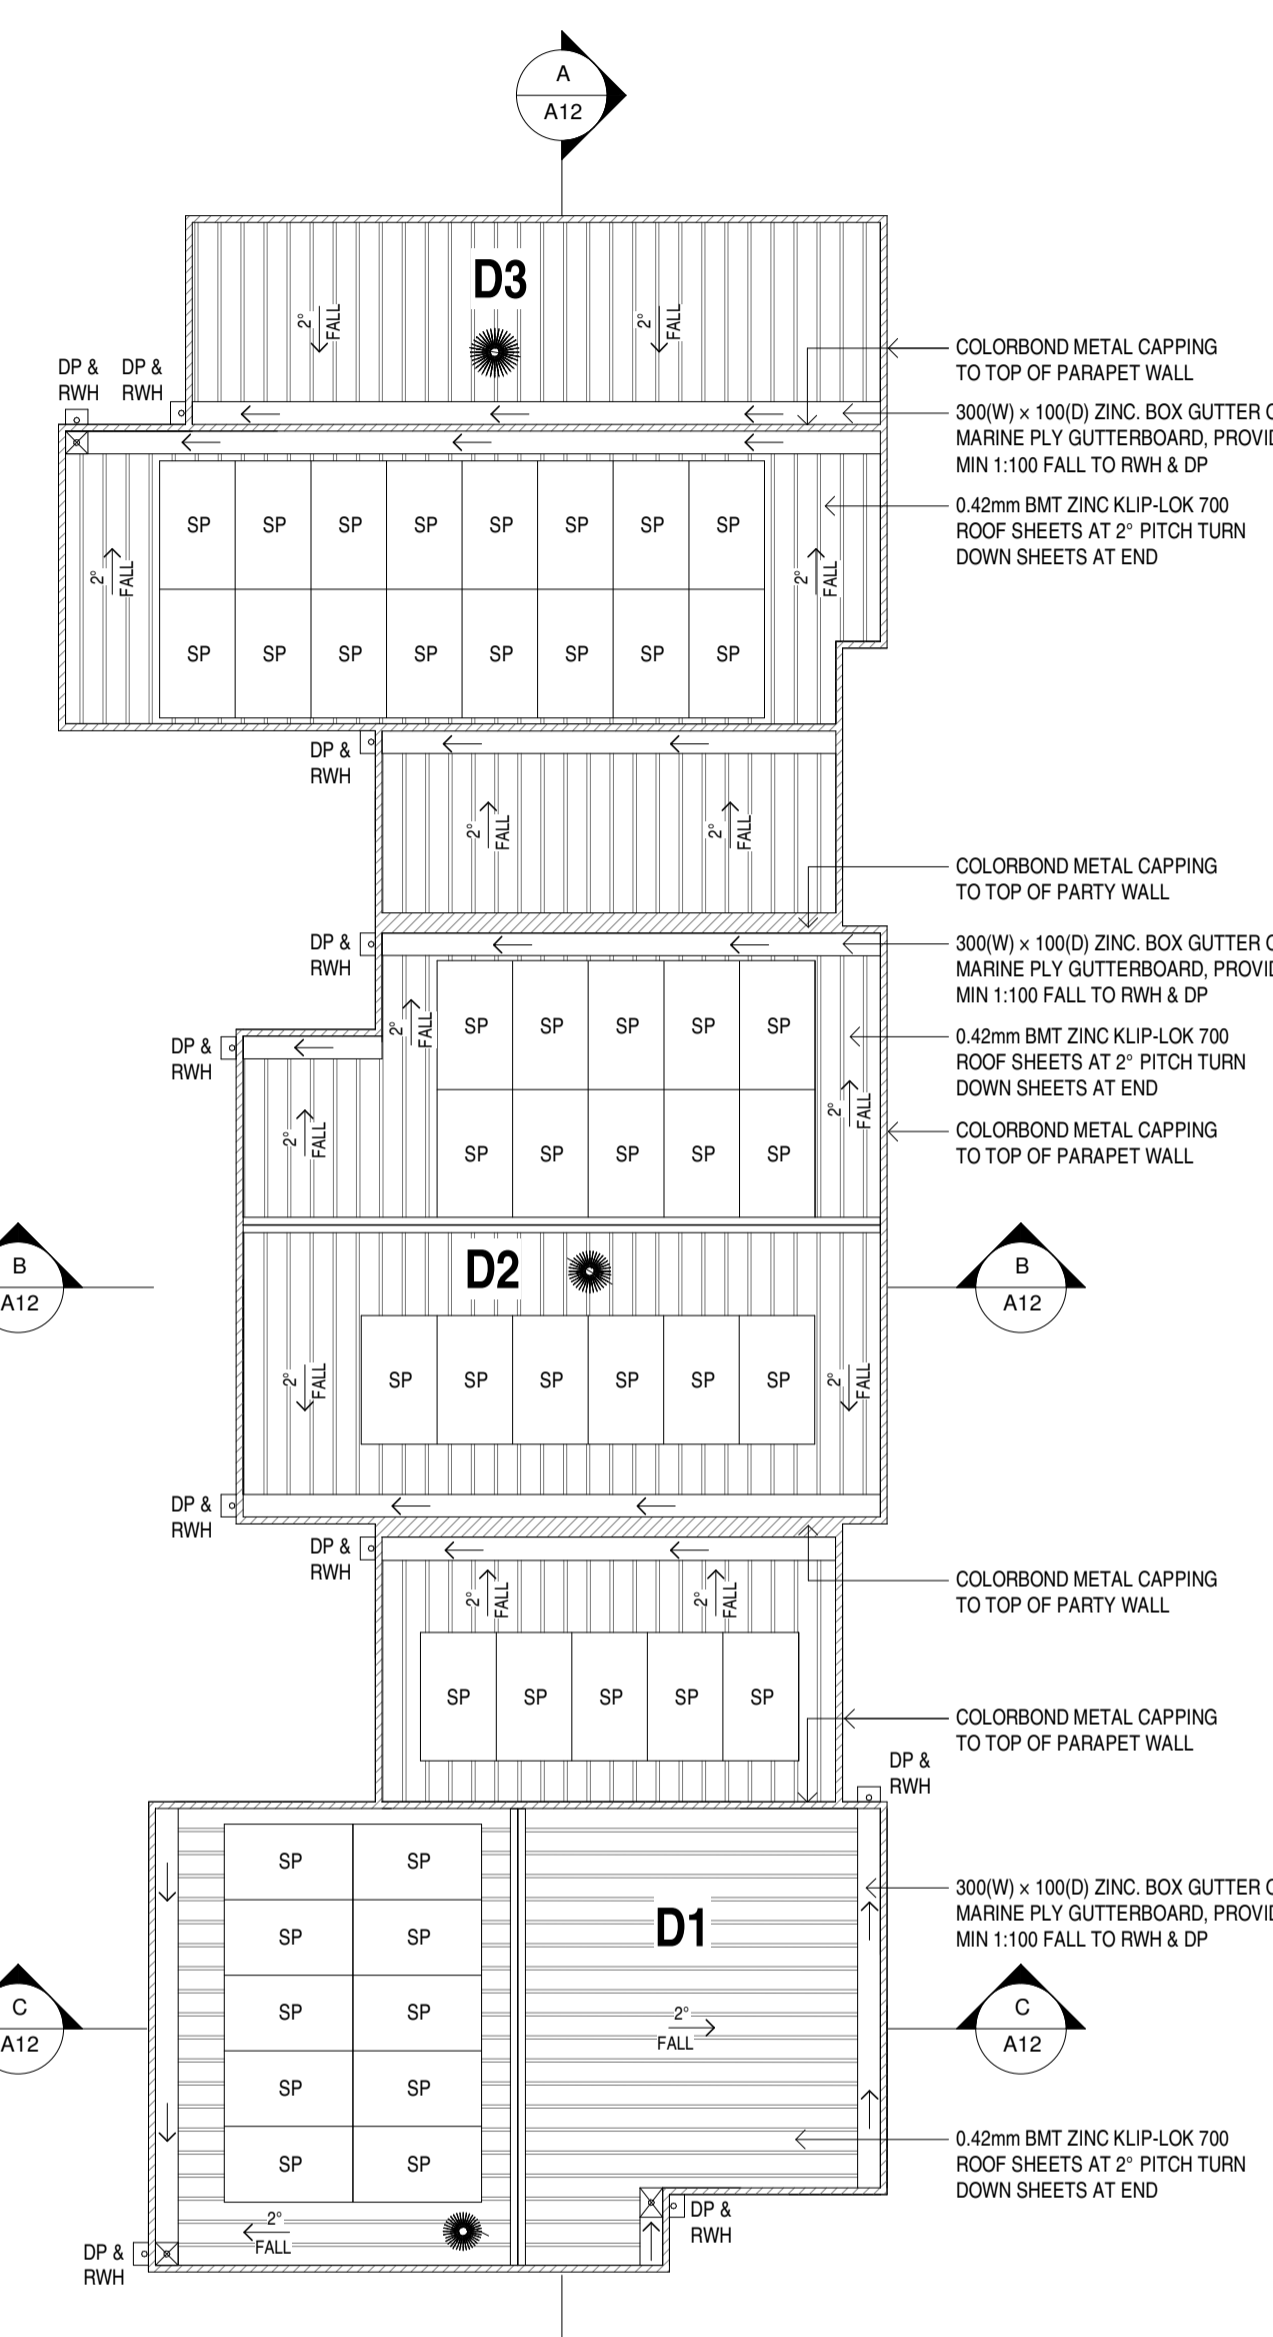 A
A12
D3
2° FALL
2° FALL
DP &
RWH
DP &
RWH
COLORBOND METAL CAPPING
TO TOP OF PARAPET WALL
300(W) × 100(D) ZINC. BOX GUTTER
MARINE PLY GUTTERBOARD,
MIN 1:100 FALL TO RWH & DP
0.42mm BMT ZINC KLIP-LOK 700
ROOF SHEETS AT 2° PITCH TURN
DOWN SHEETS AT END
SP SP SP SP SP SP SP SP
2° FALL
2° FALL
SP SP SP SP SP SP SP SP
DP &
RWH
2° FALL
2° FALL
COLORBOND METAL CAPPING
TO TOP OF PARTY WALL
DP &
RWH
300(W) × 100(D) ZINC. BOX GUTTER
MARINE PLY GUTTERBOARD,
MIN 1:100 FALL TO RWH & DP
2° FALL
SP SP SP SP SP
DP &
RWH
0.42mm BMT ZINC KLIP-LOK 700
ROOF SHEETS AT 2° PITCH TURN
DOWN SHEETS AT END
2° FALL
2° FALL
COLORBOND METAL CAPPING
TO TOP OF PARAPET WALL
SP SP SP SP SP
B
A12
D2
B
A12
2° FALL
SP SP SP SP SP SP
2° FALL
DP &
RWH
DP &
RWH
2° FALL
2° FALL
COLORBOND METAL CAPPING
TO TOP OF PARTY WALL
SP SP SP SP SP
COLORBOND METAL CAPPING
TO TOP OF PARAPET WALL
DP &
RWH
SP SP
300(W) × 100(D) ZINC. BOX GUTTER
MARINE PLY GUTTERBOARD,
MIN 1:100 FALL TO RWH & DP
D1
SP SP
C
A12
SP SP
2°
FALL
C
A12
SP SP
0.42mm BMT ZINC KLIP-LOK 700
ROOF SHEETS AT 2° PITCH TURN
DOWN SHEETS AT END
SP SP
DP &
RWH
2°
FALL
DP &
RWH